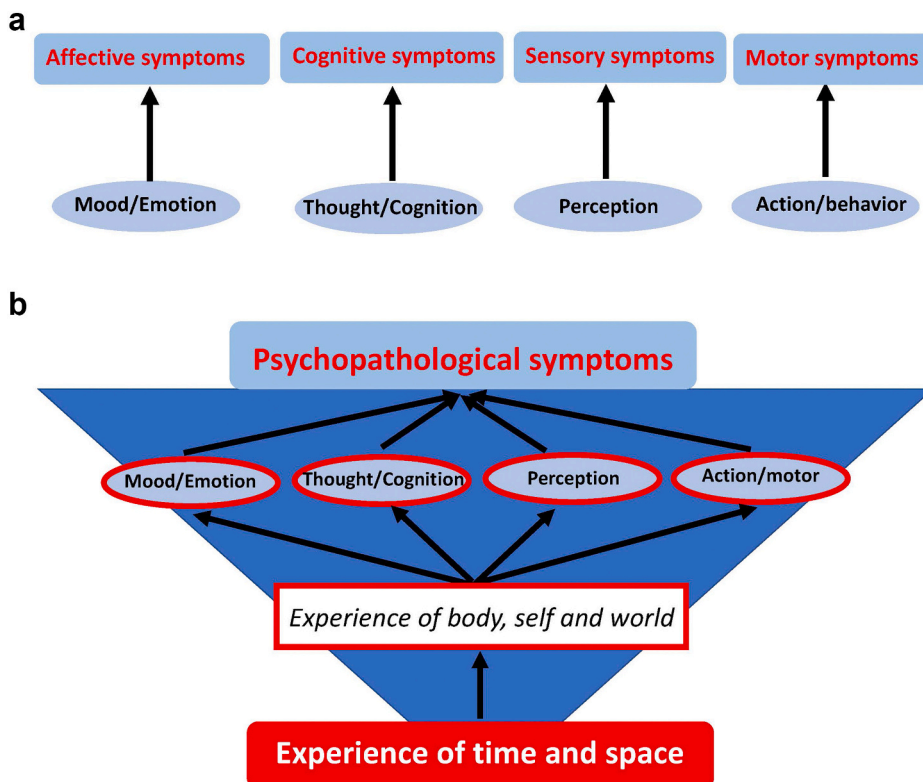 a
Affective symptoms
Cognitive symptoms
Sensory symptoms
Motor symptoms
Mood/Emotion
Thought/Cognition
Perception
Action/behavior
b
Psychopathological symptoms
Mood/Emotion
Thought/Cognition
Perception
Action/motor
Experience of body, self and world
Experience of time and space